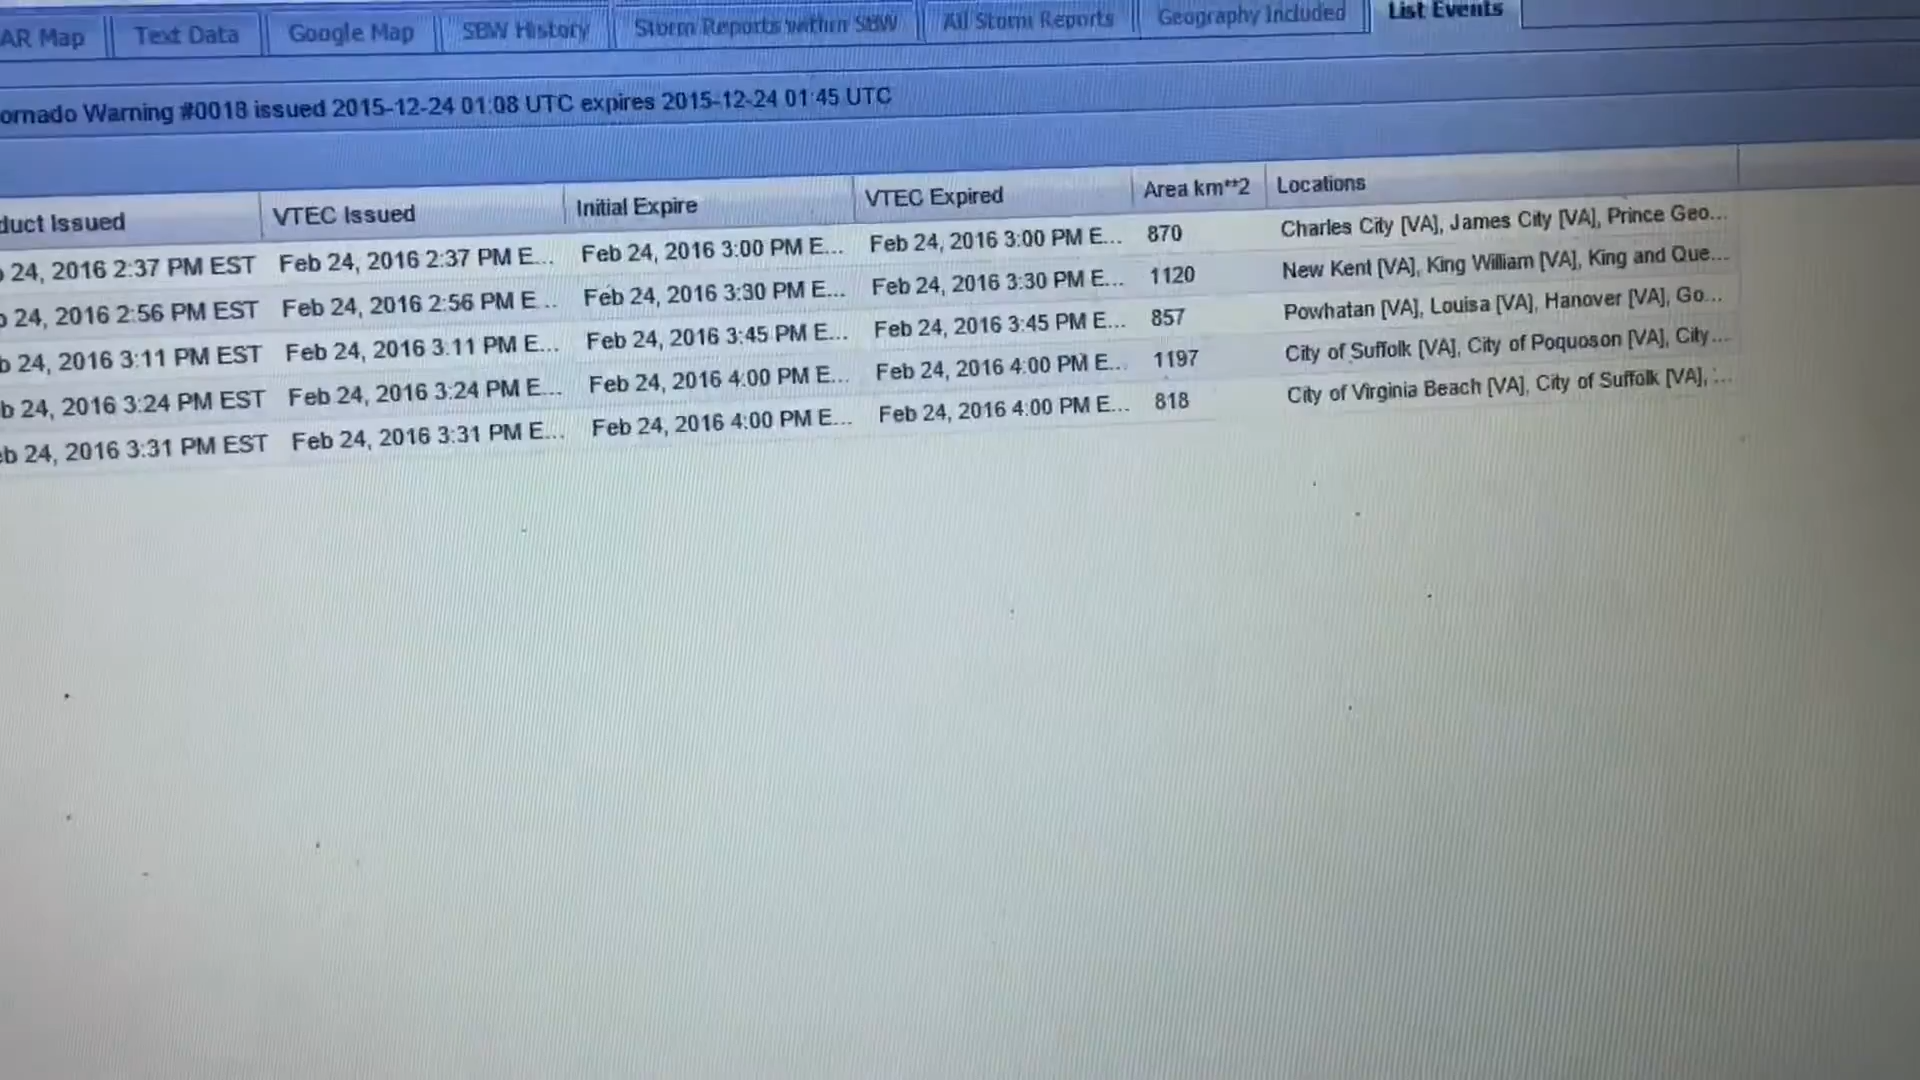 AR Map Text Data Google Map SBW History Storm Reports within SBW All Storm Reports Geography Included List Events
ornado Warning #0018 issued 2015-12-24 01:08 UTC expires 2015-12-24 01:45 UTC
duct Issued VTEC Issued Initial Expire VTEC Expired Area km**2 Locations
24, 2016 2:37 PM EST Feb 24, 2016 2:37 PM E... Feb 24, 2016 3:00 PM E... Feb 24, 2016 3:00 PM E... 870 Charles City [VA], James City [VA], Prince Geo...
24, 2016 2:56 PM EST Feb 24, 2016 2:56 PM E... Feb 24, 2016 3:30 PM E... Feb 24, 2016 3:30 PM E... 1120 New Kent [VA], King William [VA], King and Que...
b 24, 2016 3:11 PM EST Feb 24, 2016 3:11 PM E... Feb 24, 2016 3:45 PM E... Feb 24, 2016 3:45 PM E... 857 Powhatan [VA], Louisa [VA], Hanover [VA], Go...
b 24, 2016 3:24 PM EST Feb 24, 2016 3:24 PM E... Feb 24, 2016 4:00 PM E... Feb 24, 2016 4:00 PM E... 1197 City of Suffolk [VA], City of Poquoson [VA], City...
eb 24, 2016 3:31 PM EST Feb 24, 2016 3:31 PM E... Feb 24, 2016 4:00 PM E... Feb 24, 2016 4:00 PM E... 818 City of Virginia Beach [VA], City of Suffolk [VA], ...